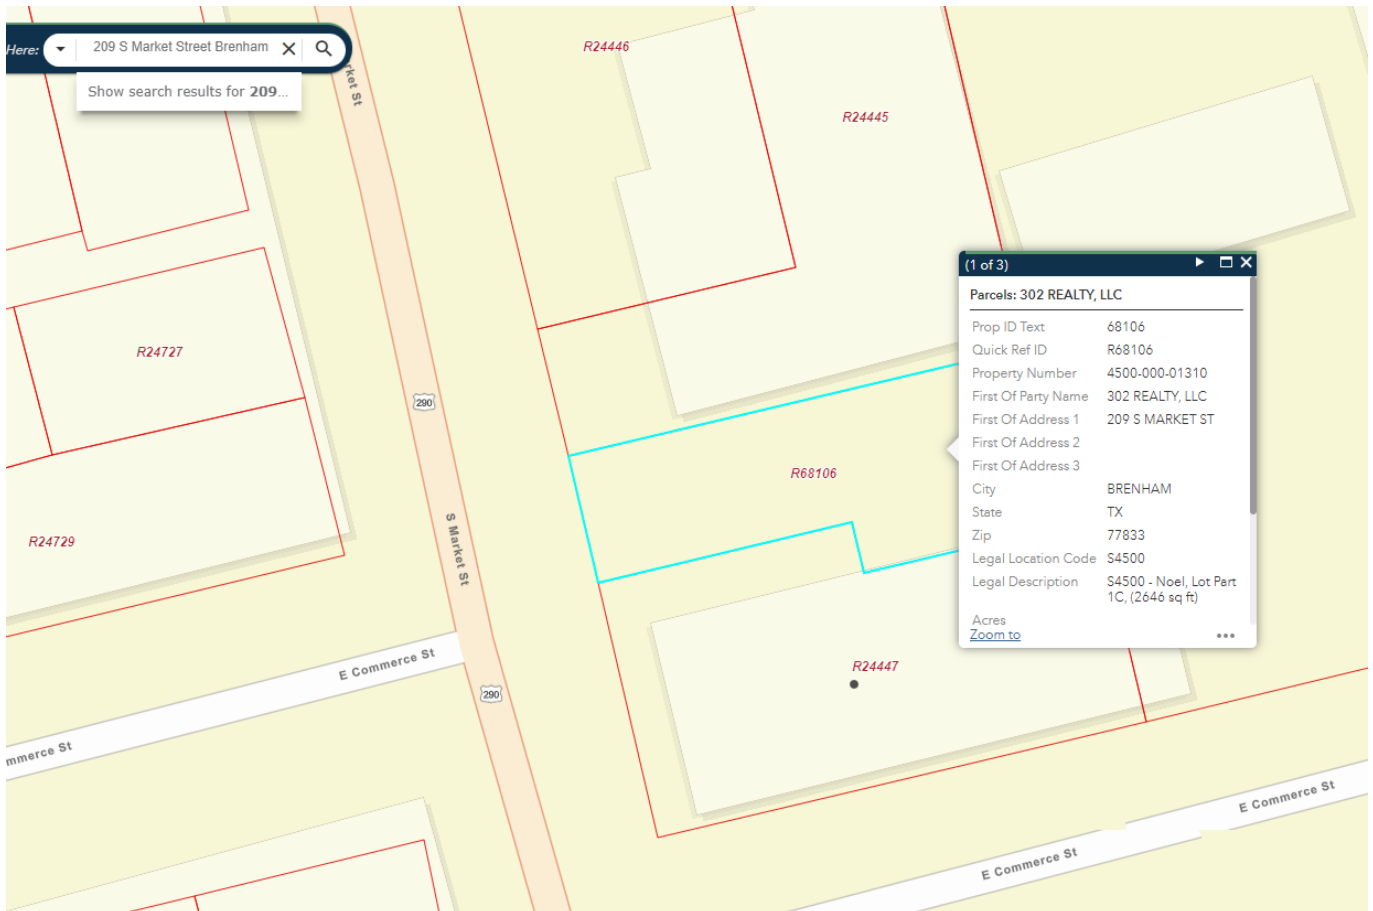 Here:
209 S Market Street Brenham
Show search results for 209...
rket St
R24446
R24445
(1 of 3)
Parcels: 302 REALTY, LLC
Prop ID Text 68106
Quick Ref ID R68106
Property Number 4500-000-01310
First Of Party Name 302 REALTY, LLC
First Of Address 1 209 S MARKET ST
First Of Address 2
First Of Address 3
City BRENHAM
State TX
Zip 77833
Legal Location Code S4500
Legal Description S4500 - Noel, Lot Part
1C, (2646 sq ft)
Acres
Zoom to
R24727
290
R68106
R24729
S Market St
E Commerce St
R24447
290
mmerce St
E Commerce St
E Commerce St